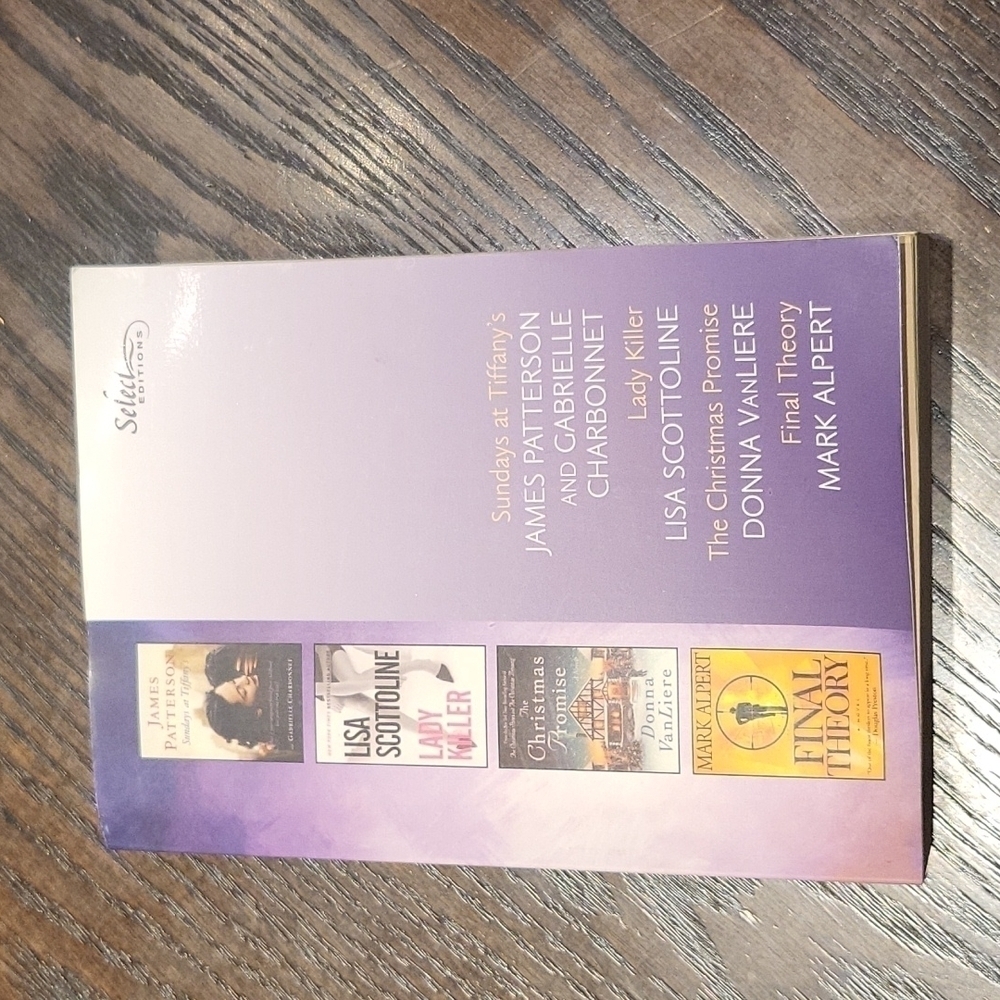 Select
EDITIONS
Sundays at Tiffany's
JAMES PATTERSON
AND GABRIELLE
CHARBONNET
Lady Killer
LISA SCOTTOLINE
The Christmas Promise
DONNA VANLIERE
Final Theory
MARK ALPERT
JAMES
PATTERSON
Sundays at Tiffany's
GABRIELLE CHARBONNET
LISA
SCOTTOLINE
LADY
KILLER
The
Christmas
Promise
Donna
VanLiere
MARK ALPERT
FINAL
THEORY
Douglas Preston